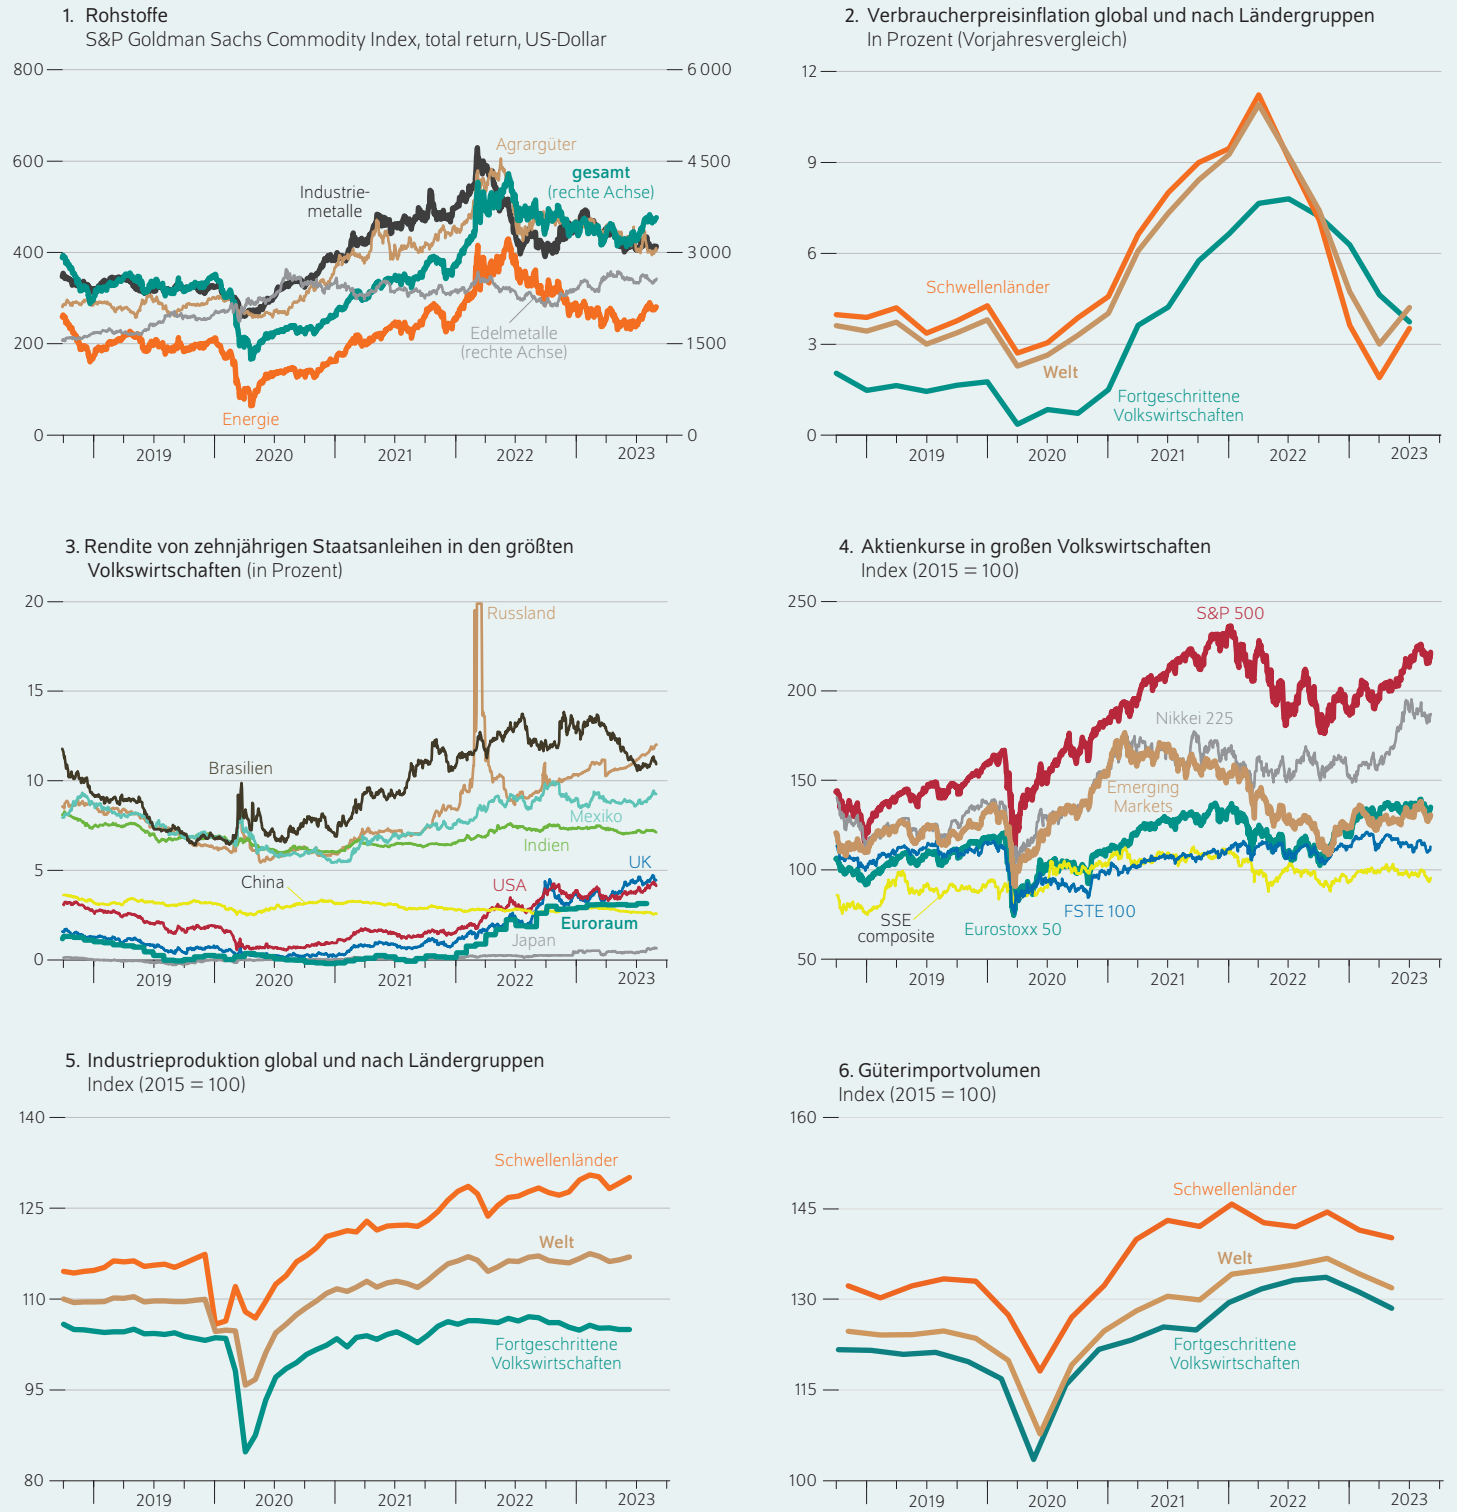 1. Rohstoffe
S&P Goldman Sachs Commodity Index, total return, US-Dollar
800
6 000
600
4 500
400
3 000
200
1500
0
0
Agrargüter
gesamt
(rechte Achse)
Industrie-
metalle
Edelmetalle
(rechte Achse)
Energie
2019
2020
2021
2022
2023
2. Verbraucherpreisinflation global und nach Ländergruppen
In Prozent (Vorjahresvergleich)
12
9
6
3
0
Schwellenländer
Welt
Fortgeschrittene
Volkswirtschaften
2019
2020
2021
2022
2023
3. Rendite von zehnjährigen Staatsanleihen in den größten
Volkswirtschaften (in Prozent)
20
15
10
5
0
Russland
Brasilien
Mexiko
Indien
UK
China
USA
Euroraum
Japan
2019
2020
2021
2022
2023
4. Aktienkurse in großen Volkswirtschaften
Index (2015 = 100)
250
200
150
100
50
S&P 500
Nikkei 225
Emerging
Markets
SSE
composite
FSTE 100
Eurostoxx 50
2019
2020
2021
2022
2023
5. Industrieproduktion global und nach Ländergruppen
Index (2015 = 100)
140
125
110
95
80
Schwellenländer
Welt
Fortgeschrittene
Volkswirtschaften
2019
2020
2021
2022
2023
6. Güterimportvolumen
Index (2015 = 100)
160
145
130
115
100
Schwellenländer
Welt
Fortgeschrittene
Volkswirtschaften
2019
2020
2021
2022
2023